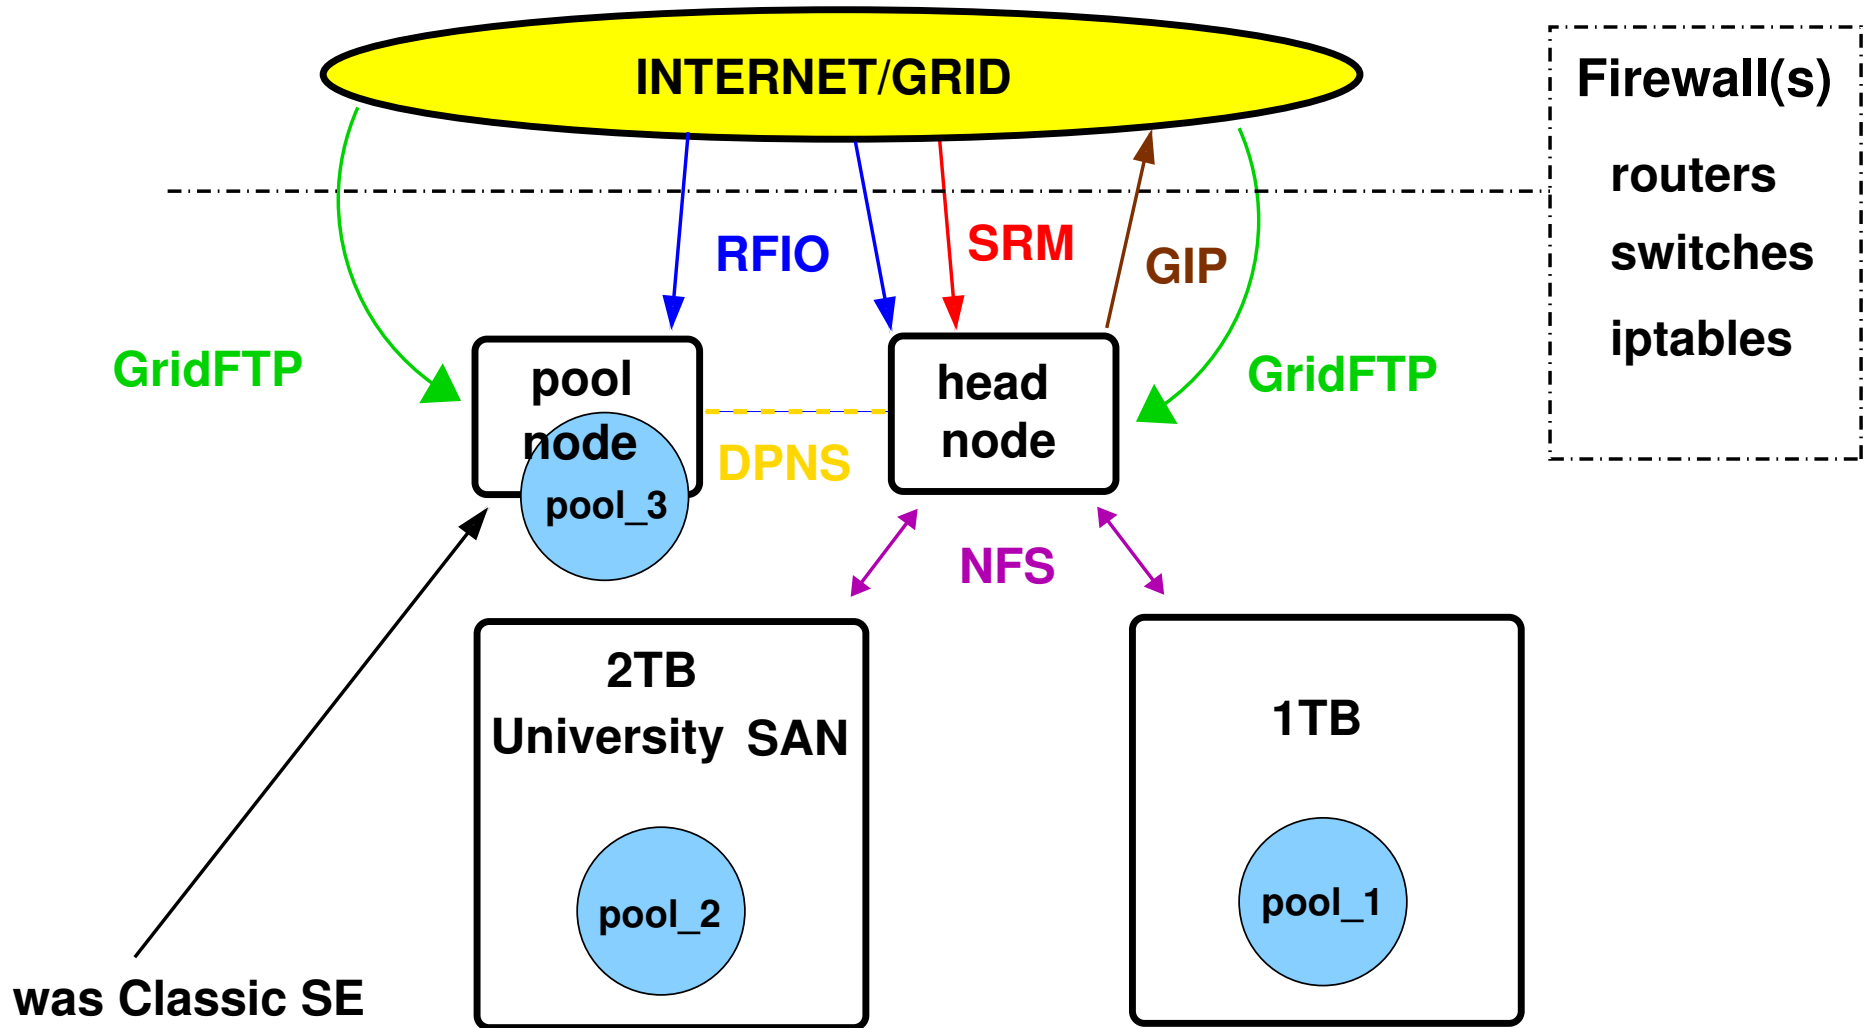 INTERNET/GRID
Firewall(s)
routers
switches
iptables
RFIO
SRM
GIP
GridFTP
GridFTP
pool
node
pool_3
head
node
DPNS
NFS
2TB
University SAN
pool_2
1TB
pool_1
was Classic SE